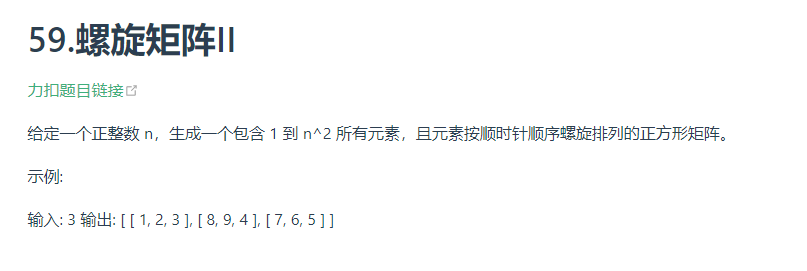 59.螺旋矩阵II
力扣题目链接
给定一个正整数 n，生成一个包含 1 到 n^2 所有元素，且元素按顺时针顺序螺旋排列的正方形矩阵。
示例:
输入: 3 输出: [ [ 1, 2, 3 ], [ 8, 9, 4 ], [ 7, 6, 5 ] ]